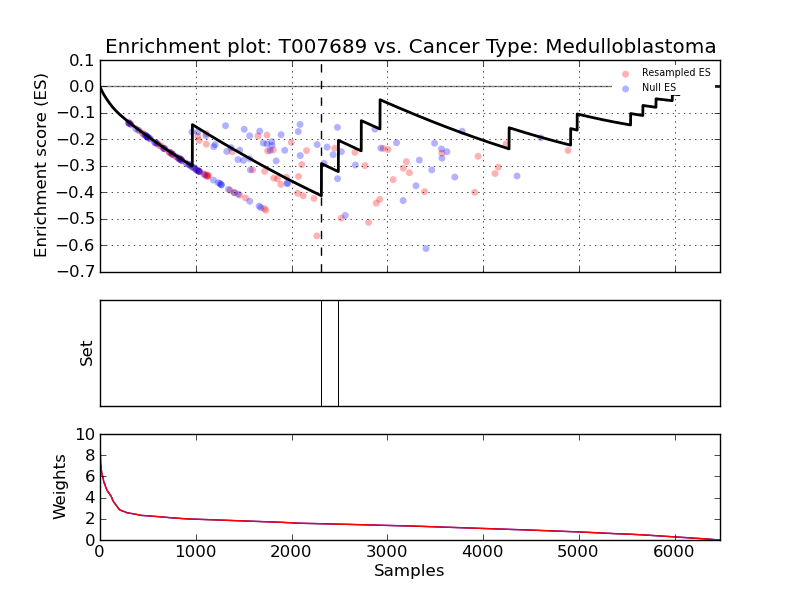 Enrichment plot: T007689 vs. Cancer Type: Medulloblastoma
Enrichment score (ES)
0.1
0.0
−0.1
−0.2
−0.3
−0.4
−0.5
−0.6
−0.7
Resampled ES
Null ES
Set
Weights
10
8
6
4
2
0
0 1000 2000 3000 4000 5000 6000
Samples